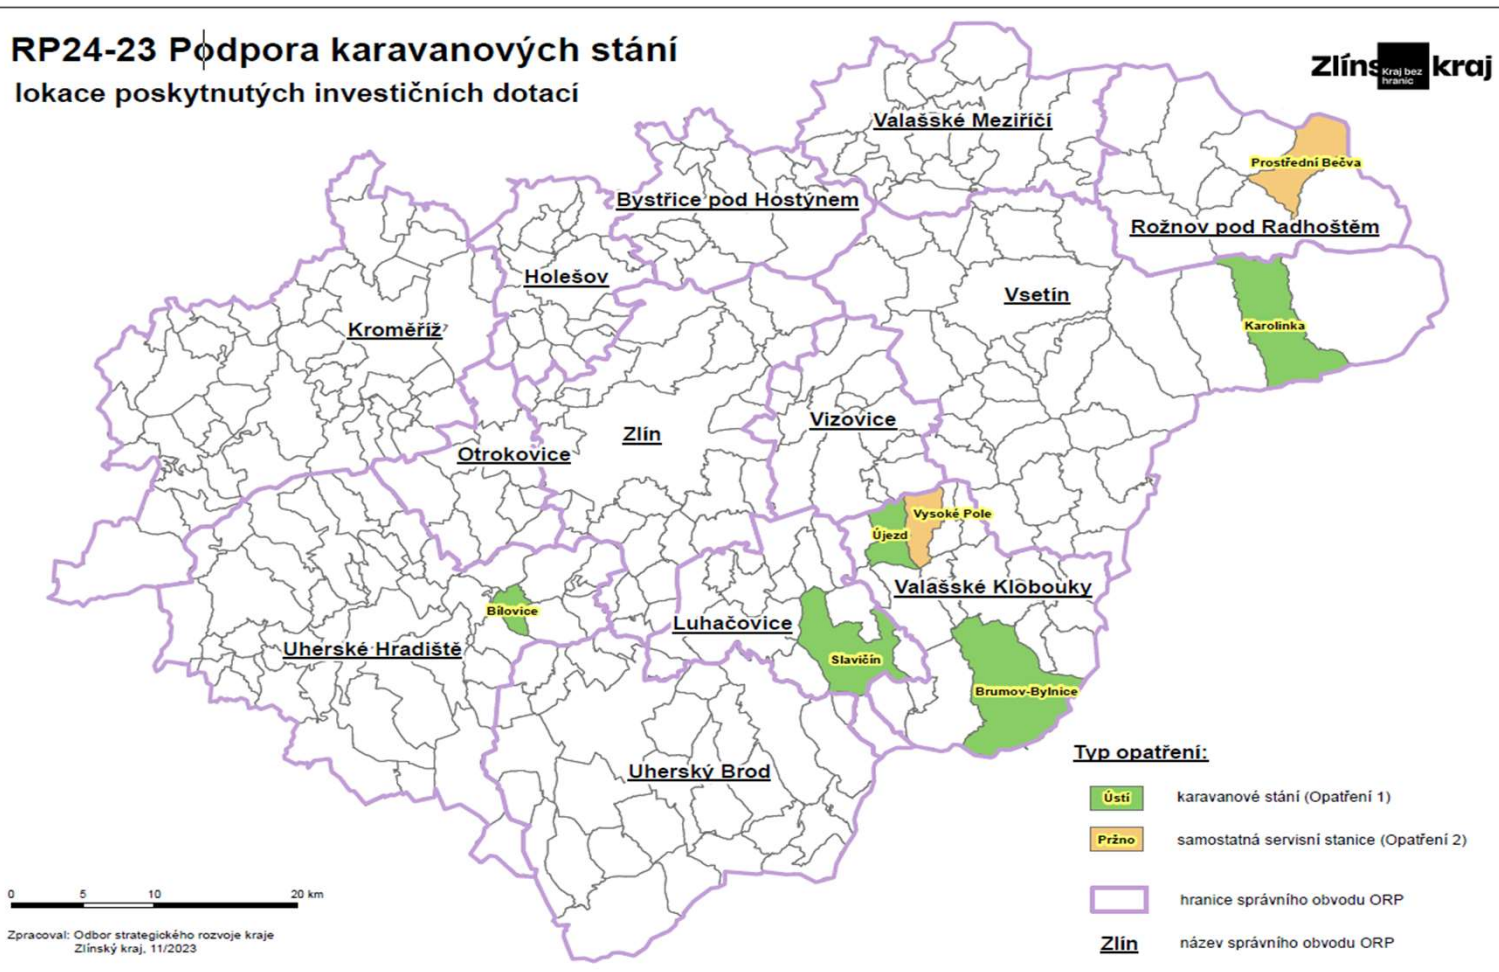 RP24-23 Podpora karavanových stání
lokace poskytnutých investičních dotací
Zlínský kraj
Kraj bez
hranic
Valašské Meziříčí
Prostřední Bečva
Bystřice pod Hostýnem
Rožnov pod Radhoštěm
Holešov
Vsetín
Karolinka
Kroměříž
Vizovice
Zlín
Otrokovice
Vysoké Pole
Újezd
Valašské Klobouky
Bílovice
Luhačovice
Uherské Hradiště
Slavičín
Brumov-Bylnice
Uherský Brod
Typ opatření:
Ústí karavanové stání (Opatření 1)
Pržno samostatná servisní stanice (Opatření 2)
hranice správního obvodu ORP
Zlín název správního obvodu ORP
0 5 10 20 km
Zpracoval: Odbor strategického rozvoje kraje
Zlínský kraj, 11/2023